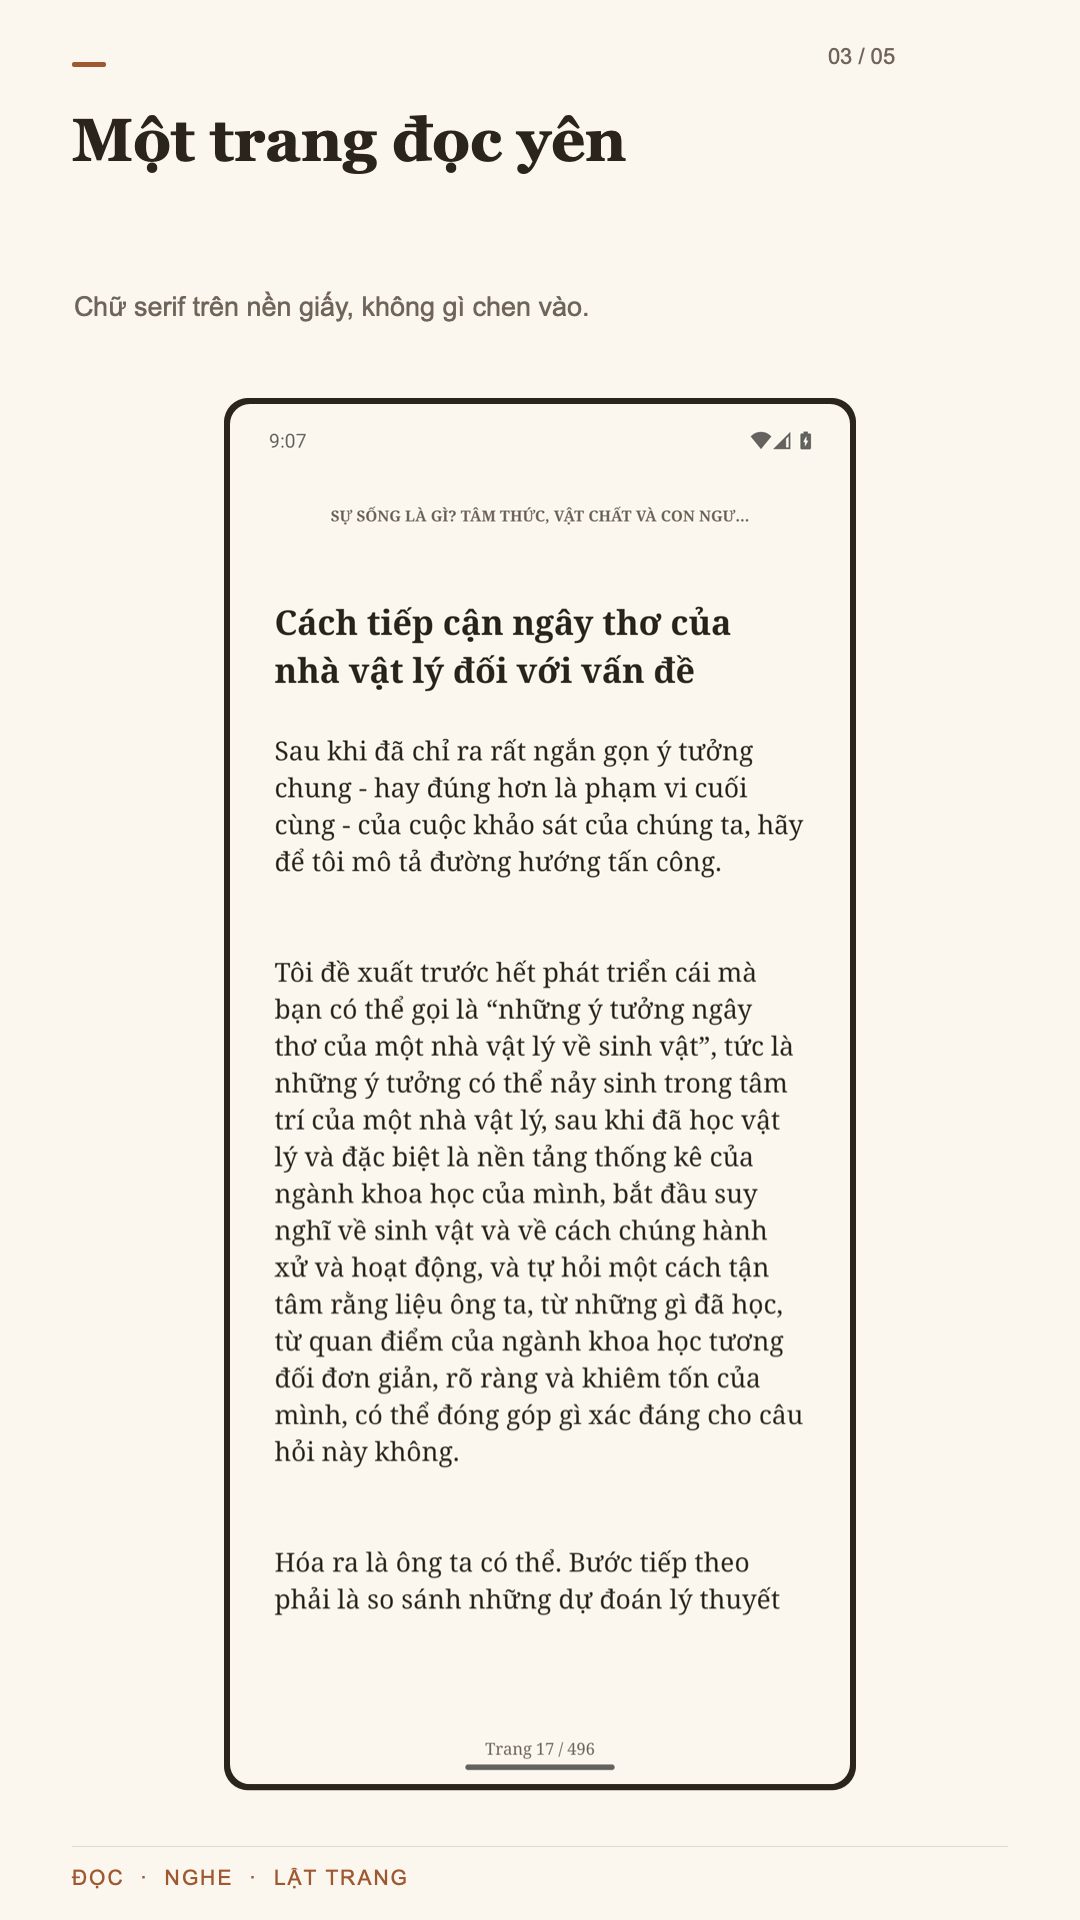 03 / 05
Một trang đọc yên
Chữ serif trên nền giấy, không gì chen vào.
9:07
SỰ SỐNG LÀ GÌ? TÂM THỨC, VẬT CHẤT VÀ CON NGƯ...
Cách tiếp cận ngây thơ của
nhà vật lý đối với vấn đề
Sau khi đã chỉ ra rất ngắn gọn ý tưởng
chung - hay đúng hơn là phạm vi cuối
cùng - của cuộc khảo sát của chúng ta, hãy
để tôi mô tả đường hướng tấn công.
Tôi đề xuất trước hết phát triển cái mà
bạn có thể gọi là “những ý tưởng ngây
thơ của một nhà vật lý về sinh vật”, tức là
những ý tưởng có thể nảy sinh trong tâm
trí của một nhà vật lý, sau khi đã học vật
lý và đặc biệt là nền tảng thống kê của
ngành khoa học của mình, bắt đầu suy
nghĩ về sinh vật và về cách chúng hành
xử và hoạt động, và tự hỏi một cách tận
tâm rằng liệu ông ta, từ những gì đã học,
từ quan điểm của ngành khoa học tương
đối đơn giản, rõ ràng và khiêm tốn của
mình, có thể đóng góp gì xác đáng cho câu
hỏi này không.
Hóa ra là ông ta có thể. Bước tiếp theo
phải là so sánh những dự đoán lý thuyết
Trang 17 / 496
ĐỌC · NGHE · LẬT TRANG